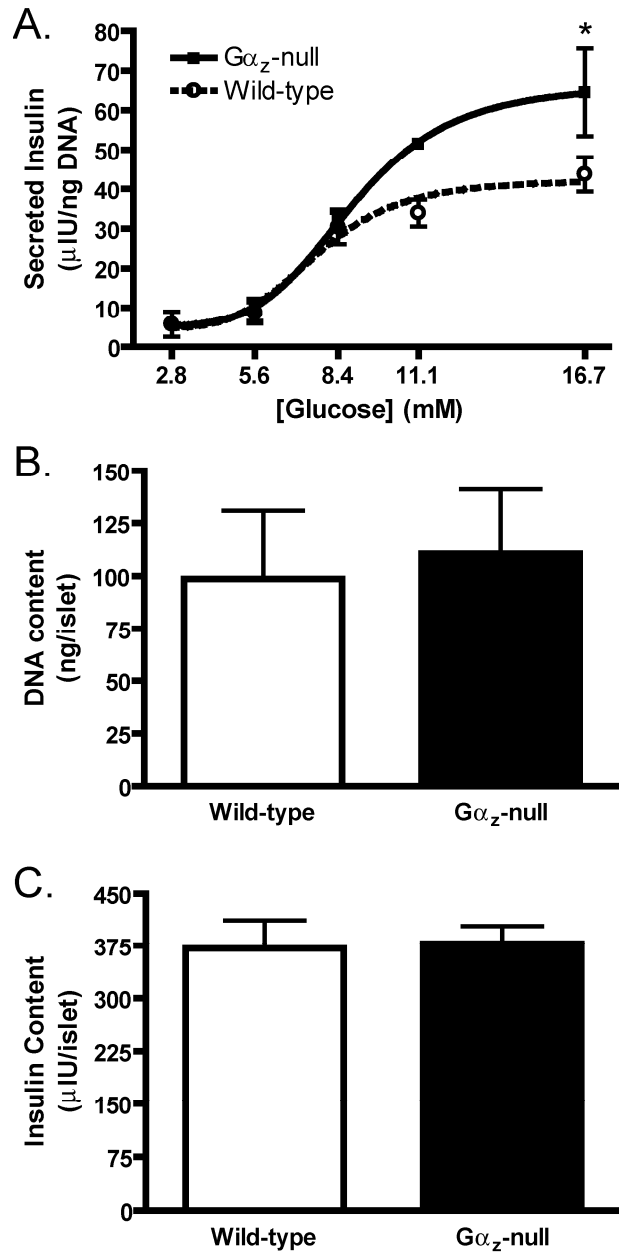 A.
80
70
60
50
40
30
20
10
0
Secreted Insulin
(μIU/ng DNA)
Gαz-null
Wild-type
*
2.8 5.6 8.4 11.1 16.7
[Glucose] (mM)
B.
150
125
100
75
50
25
0
DNA content
(ng/islet)
Wild-type Gαz-null
C.
450
375
300
225
150
75
0
Insulin Content
(μIU/islet)
Wild-type Gαz-null